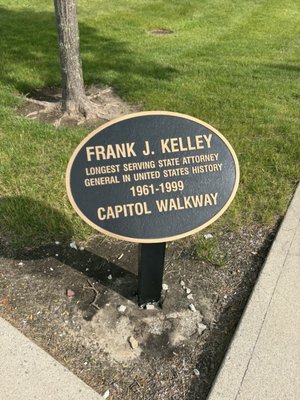 FRANK J. KELLEY
LONGEST SERVING STATE ATTORNEY
GENERAL IN UNITED STATES HISTORY
1961-1999
CAPITOL WALKWAY